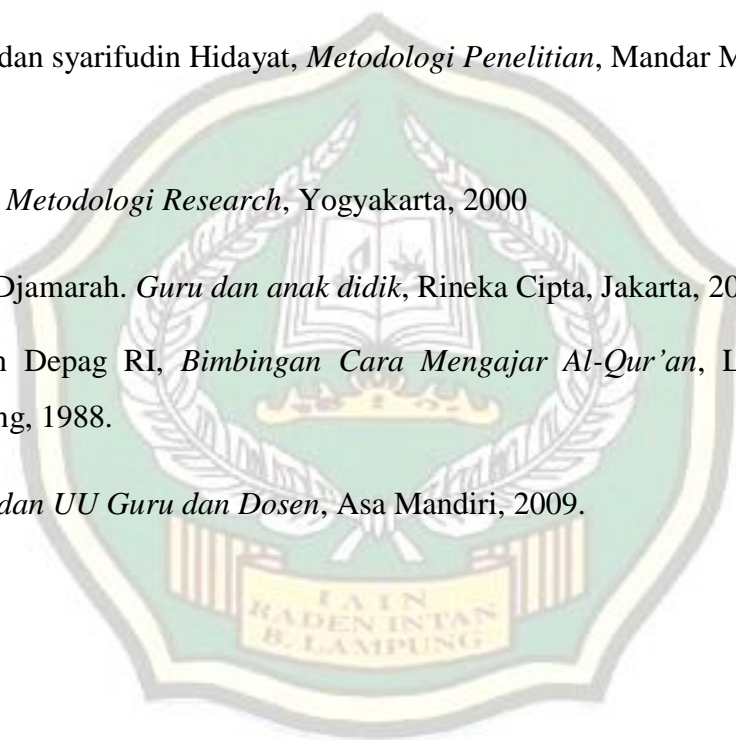 dan syarifudin Hidayat, Metodologi Penelitian, Mandar M
Metodologi Research, Yogyakarta, 2000
Djamarah. Guru dan anak didik, Rineka Cipta, Jakarta, 20
Depag RI, Bimbingan Cara Mengajar Al-Qur’an, L
ng, 1988.
dan UU Guru dan Dosen, Asa Mandiri, 2009.
IAIN
RADEN INTAN
B. LAMPUNG